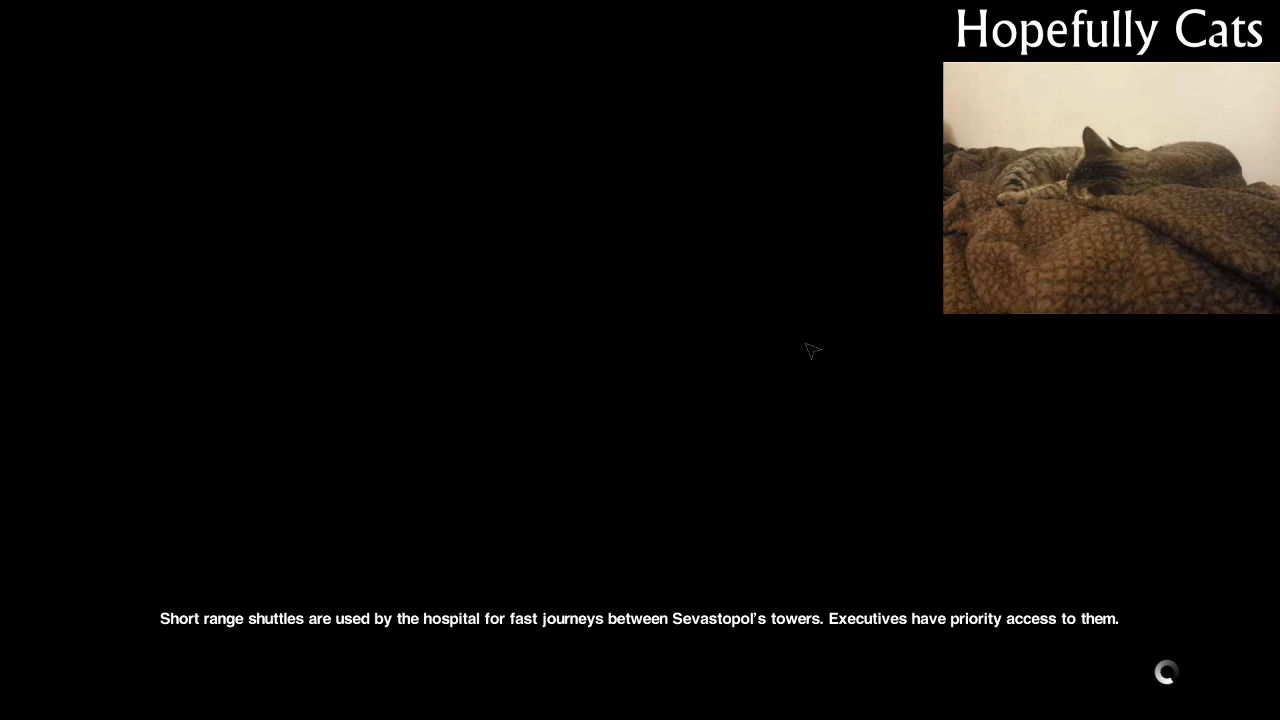 Hopefully Cats
Short range shuttles are used by the hospital for fast journeys between Sevastopol's towers. Executives have priority access to them.